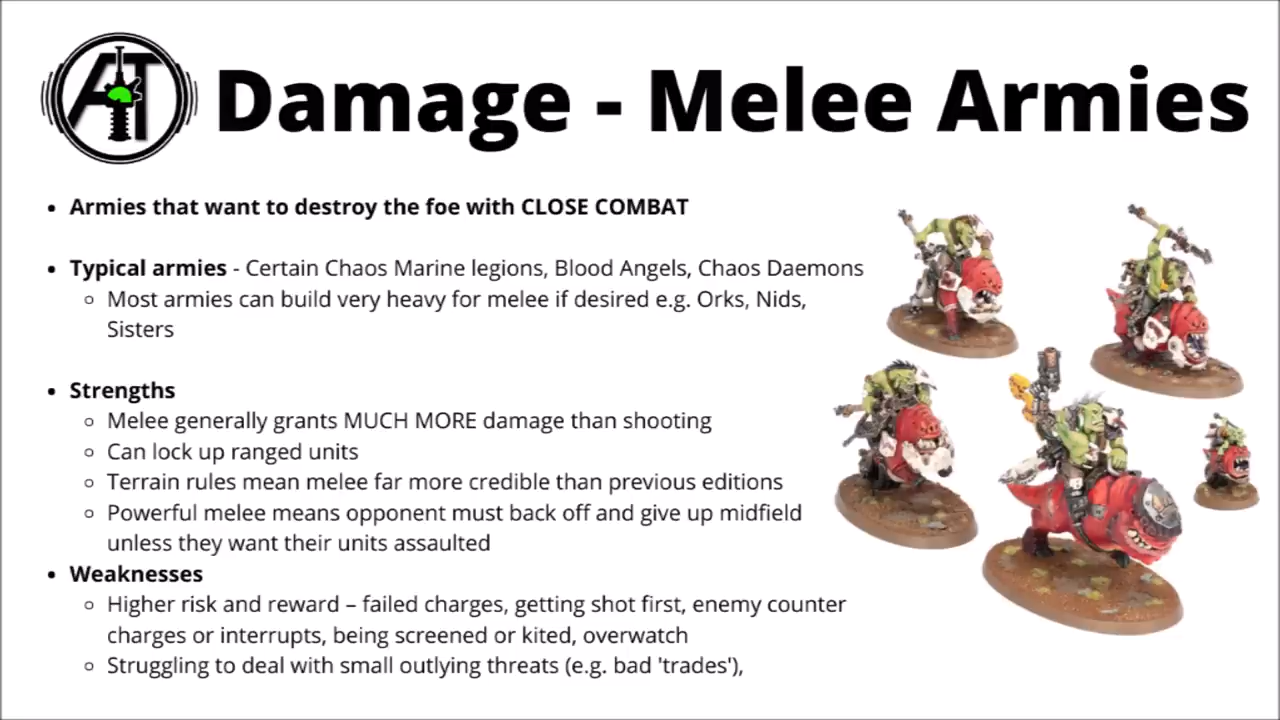 AT
Damage - Melee Armies
• Armies that want to destroy the foe with CLOSE COMBAT
• Typical armies - Certain Chaos Marine legions, Blood Angels, Chaos Daemons
◦ Most armies can build very heavy for melee if desired e.g. Orks, Nids,
Sisters
• Strengths
◦ Melee generally grants MUCH MORE damage than shooting
◦ Can lock up ranged units
◦ Terrain rules mean melee far more credible than previous editions
◦ Powerful melee means opponent must back off and give up midfield
unless they want their units assaulted
• Weaknesses
◦ Higher risk and reward – failed charges, getting shot first, enemy counter
charges or interrupts, being screened or kited, overwatch
◦ Struggling to deal with small outlying threats (e.g. bad 'trades'),